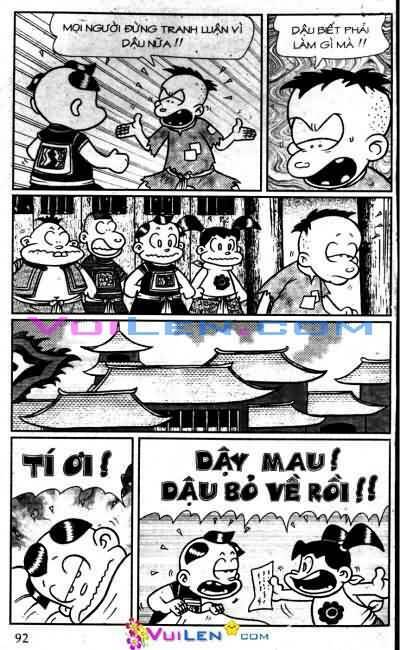 MỌI NGƯỜI ĐỪNG TRANH LUẬN VÌ
DẬU NỮA !!
DẬU BIẾT PHẢI
LÀM GÌ MÀ !!
VUILEN.COM
TÍ ƠI !
DẬY MAU !
DẬU BỎ VỀ RỒI !!
92
VUILEN COM